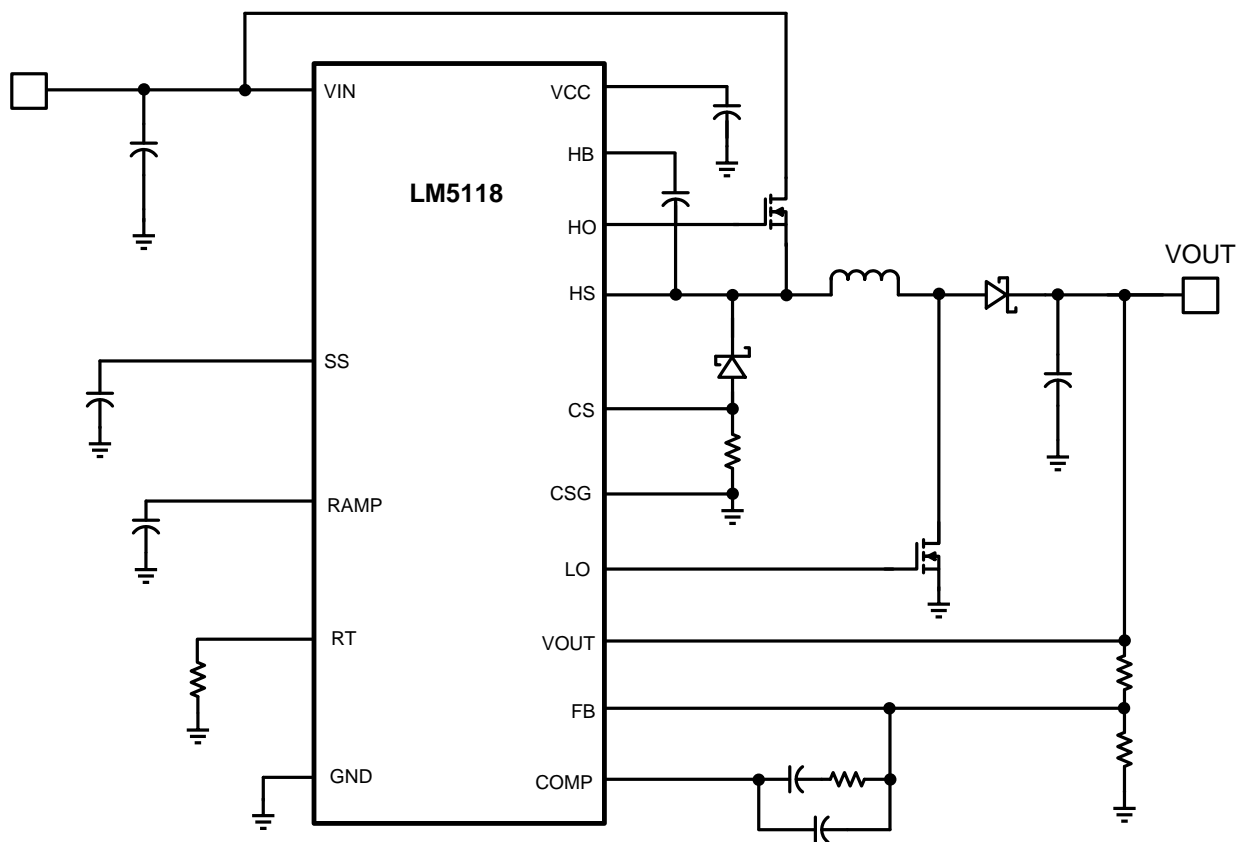 VIN
VCC
HB
LM5118
HO
VOUT
HS
SS
CS
CSG
RAMP
LO
RT
VOUT
FB
GND
COMP